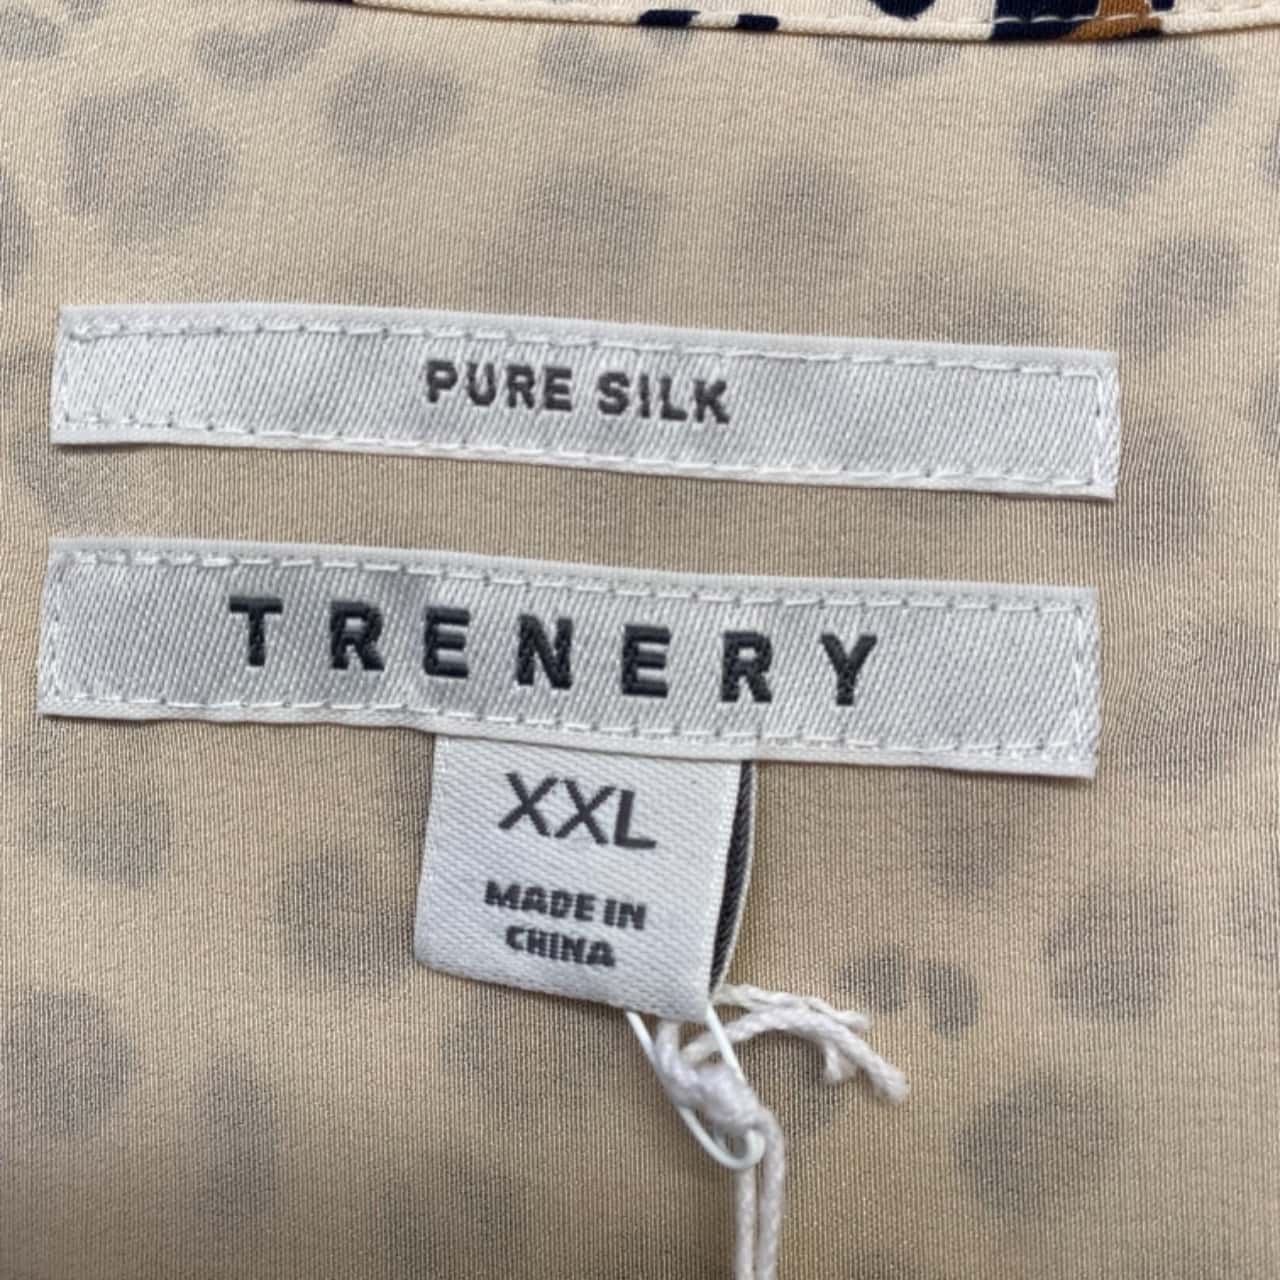 PURE SILK
TRENERY
XXL
MADE IN
CHINA